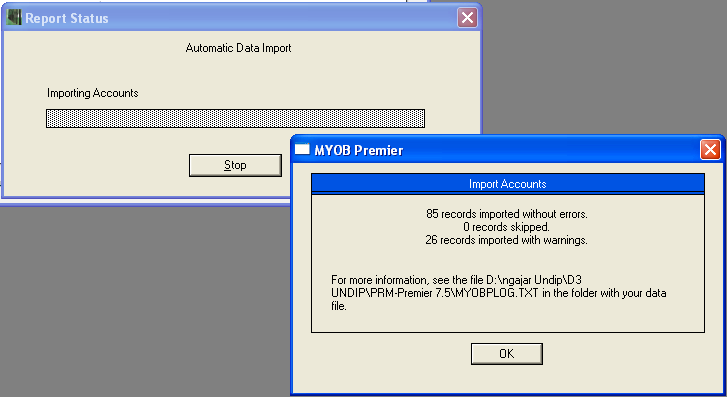 Report Status
Automatic Data Import
Importing Accounts
Stop
MYOB Premier
Import Accounts
85 records imported without errors.
0 records skipped.
26 records imported with warnings.
For more information, see the file D:\ngajar Undip\D3
UNDIP\PRM-Premier 7.5\MYOBPLOG.TXT in the folder with your data
file.
OK